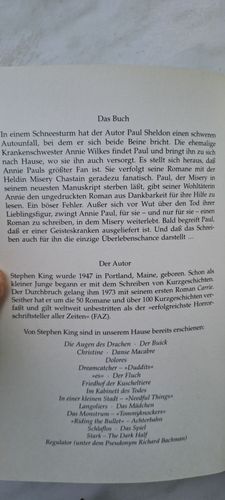 Das Buch
In einem Schneesturm hat der Autor Paul Sheldon einen schweren
Autounfall, bei dem er sich beide Beine bricht. Die ehemalige
Krankenschwester Annie Wilkes findet Paul und bringt ihn zu sich
nach Hause, wo sie ihn auch versorgt. Es stellt sich heraus, daß
Annie Pauls größter Fan ist. Sie verfolgt seine Romane mit der
Heldin Misery Chastain geradezu fanatisch. Paul, der Misery in
seinem neuesten Manuskript sterben läßt, gibt seiner Wohltäterin
Annie den ungedruckten Roman aus Dankbarkeit für ihre Hilfe zu
lesen. Ein böser Fehler. Außer sich vor Wut über den Tod ihrer
Lieblingsfigur, zwingt Annie Paul, für sie – und nur für sie – einen
Roman zu schreiben, in dem Misery weiterlebt. Bald begreift Paul,
daß er einer Geisteskranken ausgeliefert ist. Und daß das Schrei-
ben auch für ihn die einzige Überlebenschance darstellt ...
Der Autor
Stephen King wurde 1947 in Portland, Maine, geboren. Schon als
kleiner Junge begann er mit dem Schreiben von Kurzgeschichten.
Der Durchbruch gelang ihm 1973 mit seinem ersten Roman Carrie.
Seither hat er um die 50 Romane und über 100 Kurzgeschichten ver-
faßt und gilt weltweit unbestritten als der »erfolgreichste Horror-
schriftsteller aller Zeiten« (FAZ).
Von Stephen King sind in unserem Hause bereits erschienen:
Die Augen des Drachen · Der Buick
Christine · Danse Macabre
Dolores
Dreamcatcher – »Duddits«
»es« · Der Fluch
Friedhof der Kuscheltiere
Im Kabinett des Todes
In einer kleinen Stadt – »Needful Things«
Langoliers · Das Mädchen
Das Monstrum – »Tommyknockers«
»Riding the Bullet« – Achterbahn
Schlaflos · Das Spiel
Stark – The Dark Half
Regulator (unter dem Pseudonym Richard Bachman)